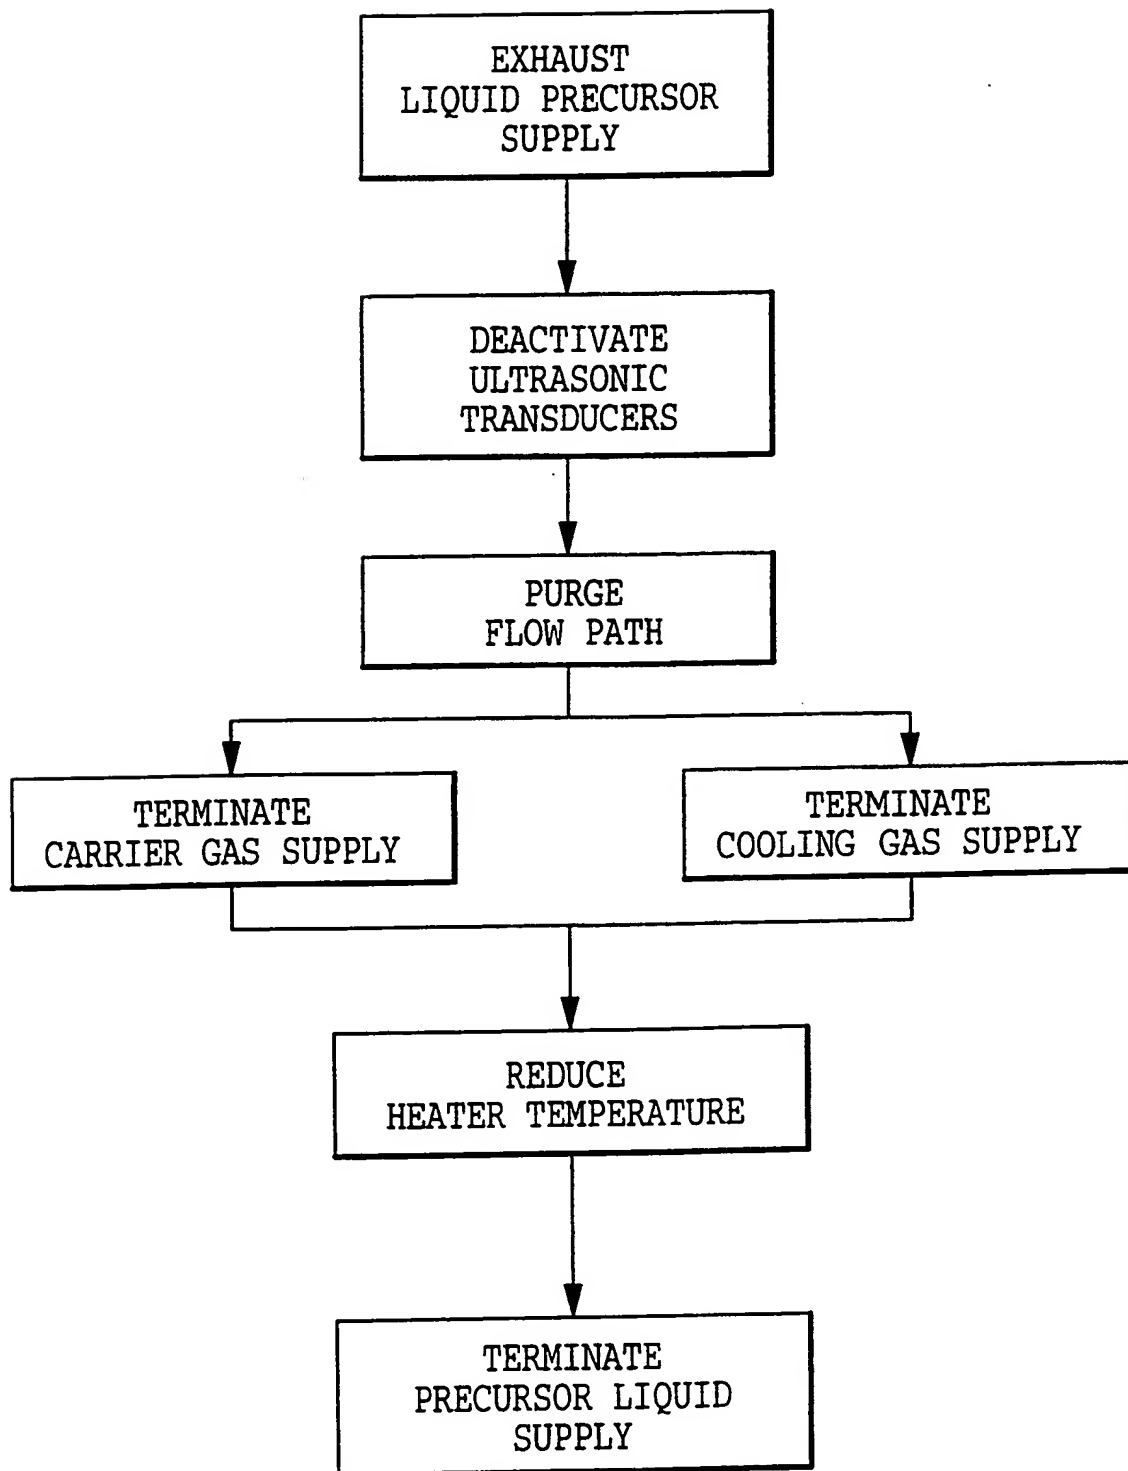 EXHAUST
LIQUID PRECURSOR
SUPPLY
DEACTIVATE
ULTRASONIC
TRANSDUCERS
PURGE
FLOW PATH
TERMINATE
CARRIER GAS SUPPLY
TERMINATE
COOLING GAS SUPPLY
REDUCE
HEATER TEMPERATURE
TERMINATE
PRECURSOR LIQUID
SUPPLY